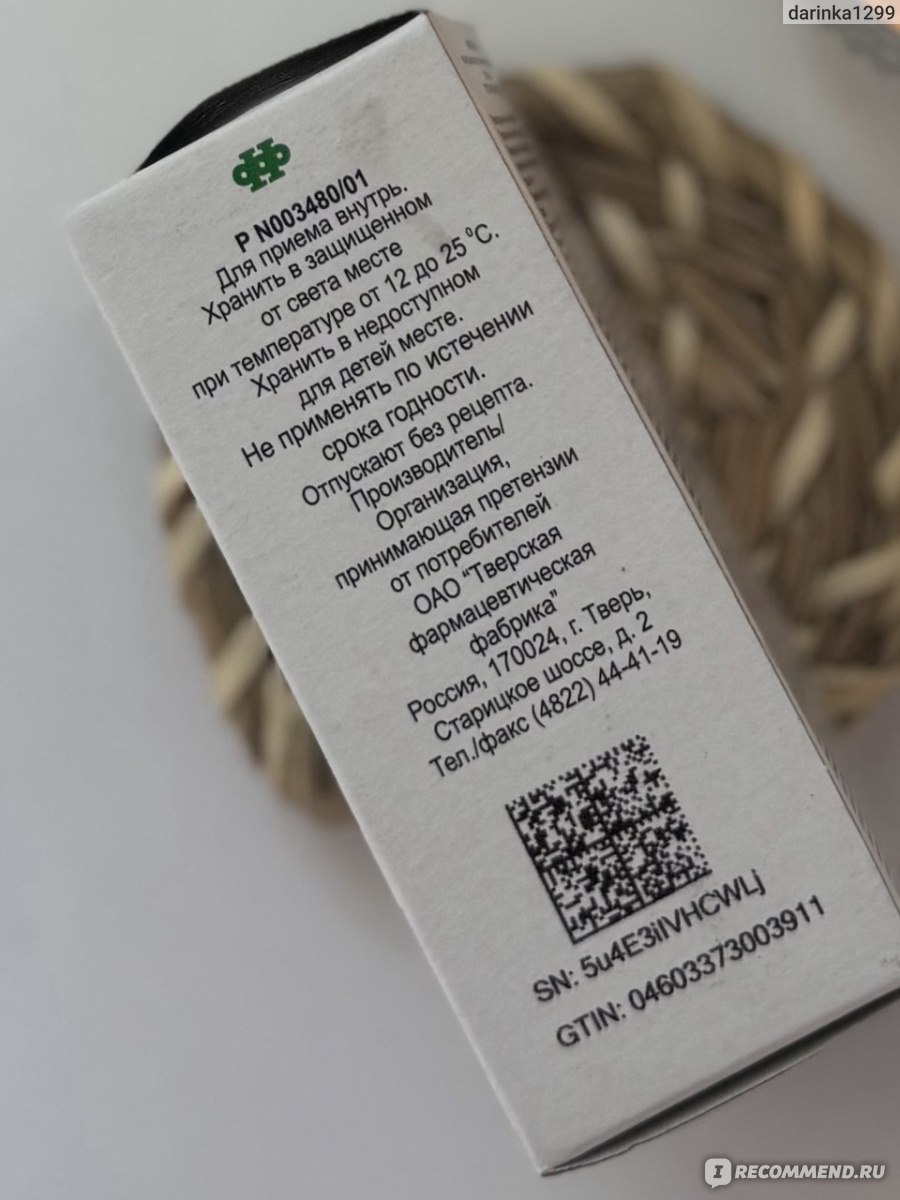 darinka1299
Р N003480/01
Для приема внутрь.
Хранить в защищенном
от света месте
при температуре от 12 до 25 °С.
Хранить в недоступном
для детей месте.
Не применять по истечении
срока годности.
Отпускают без рецепта.
Производитель/
Организация,
принимающая претензии
от потребителей
ОАО "Тверская
фармацевтическая
фабрика"
Россия, 170024, г. Тверь,
Старицкое шоссе, д. 2
Тел./факс (4822) 44-41-19
SN: 5u4E3iIVHCWLj
GTIN: 04603373003911
IRECOMMEND.RU